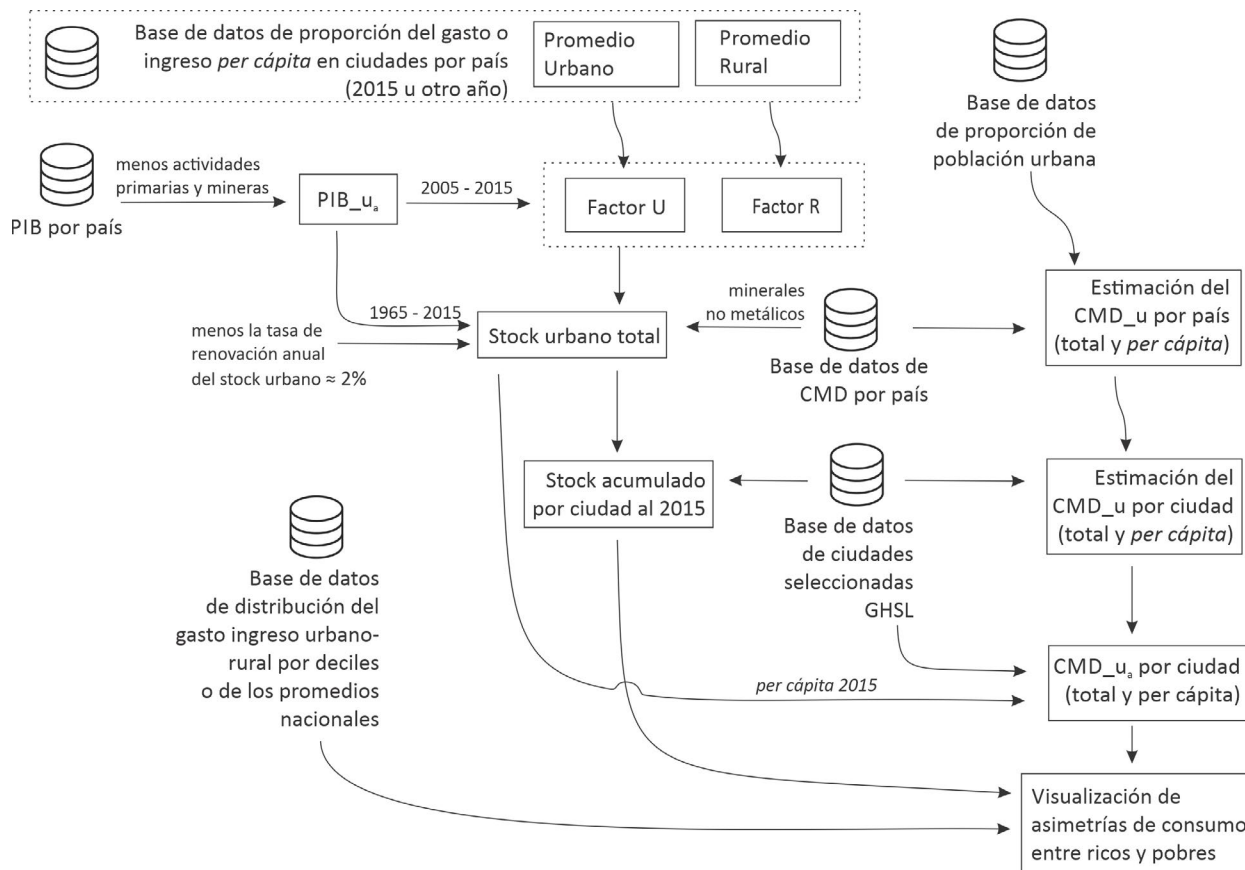 Base de datos de proporción del gasto o
ingreso per cápita en ciudades por país
(2015 u otro año)
Promedio
Urbano
Promedio
Rural
Base de datos
de proporción de
población urbana
PIB por país
menos actividades
primarias y mineras
PIB_uₐ
2005 - 2015
Factor U
Factor R
1965 - 2015
menos la tasa de
renovación anual
del stock urbano ≈ 2%
Stock urbano total
minerales
no metálicos
Base de datos de
CMD por país
Estimación del
CMD_u por país
(total y per cápita)
Stock acumulado
por ciudad al 2015
Base de datos
de ciudades
seleccionadas
GHSL
Estimación del
CMD_u por ciudad
(total y per cápita)
Base de datos
de distribución del
gasto ingreso urbano-
rural por deciles
o de los promedios
nacionales
per cápita 2015
CMD_uₐ por ciudad
(total y per cápita)
Visualización de
asimetrías de consumo
entre ricos y pobres